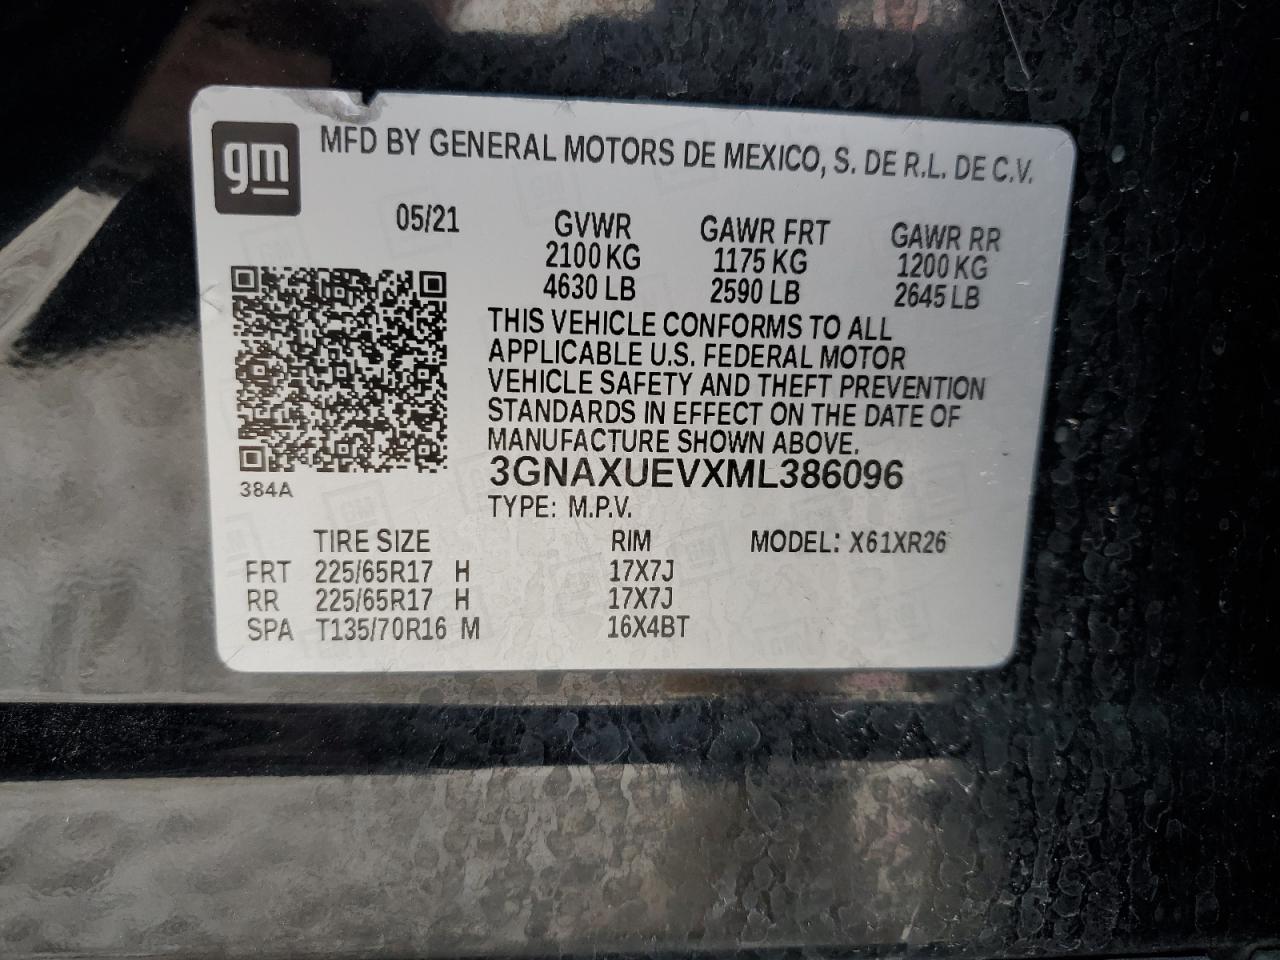 gm
MFD BY GENERAL MOTORS DE MEXICO, S. DE R.L. DE C.V.
05/21 GVWR GAWR FRT GAWR RR
2100 KG 1175 KG 1200 KG
4630 LB 2590 LB 2645 LB
THIS VEHICLE CONFORMS TO ALL
APPLICABLE U.S. FEDERAL MOTOR
VEHICLE SAFETY AND THEFT PREVENTION
STANDARDS IN EFFECT ON THE DATE OF
MANUFACTURE SHOWN ABOVE.
3GNAXUEVXML386096
384A
TYPE: M.P.V.
TIRE SIZE RIM MODEL: X61XR26
FRT 225/65R17 H 17X7J
RR 225/65R17 H 17X7J
SPA T135/70R16 M 16X4BT